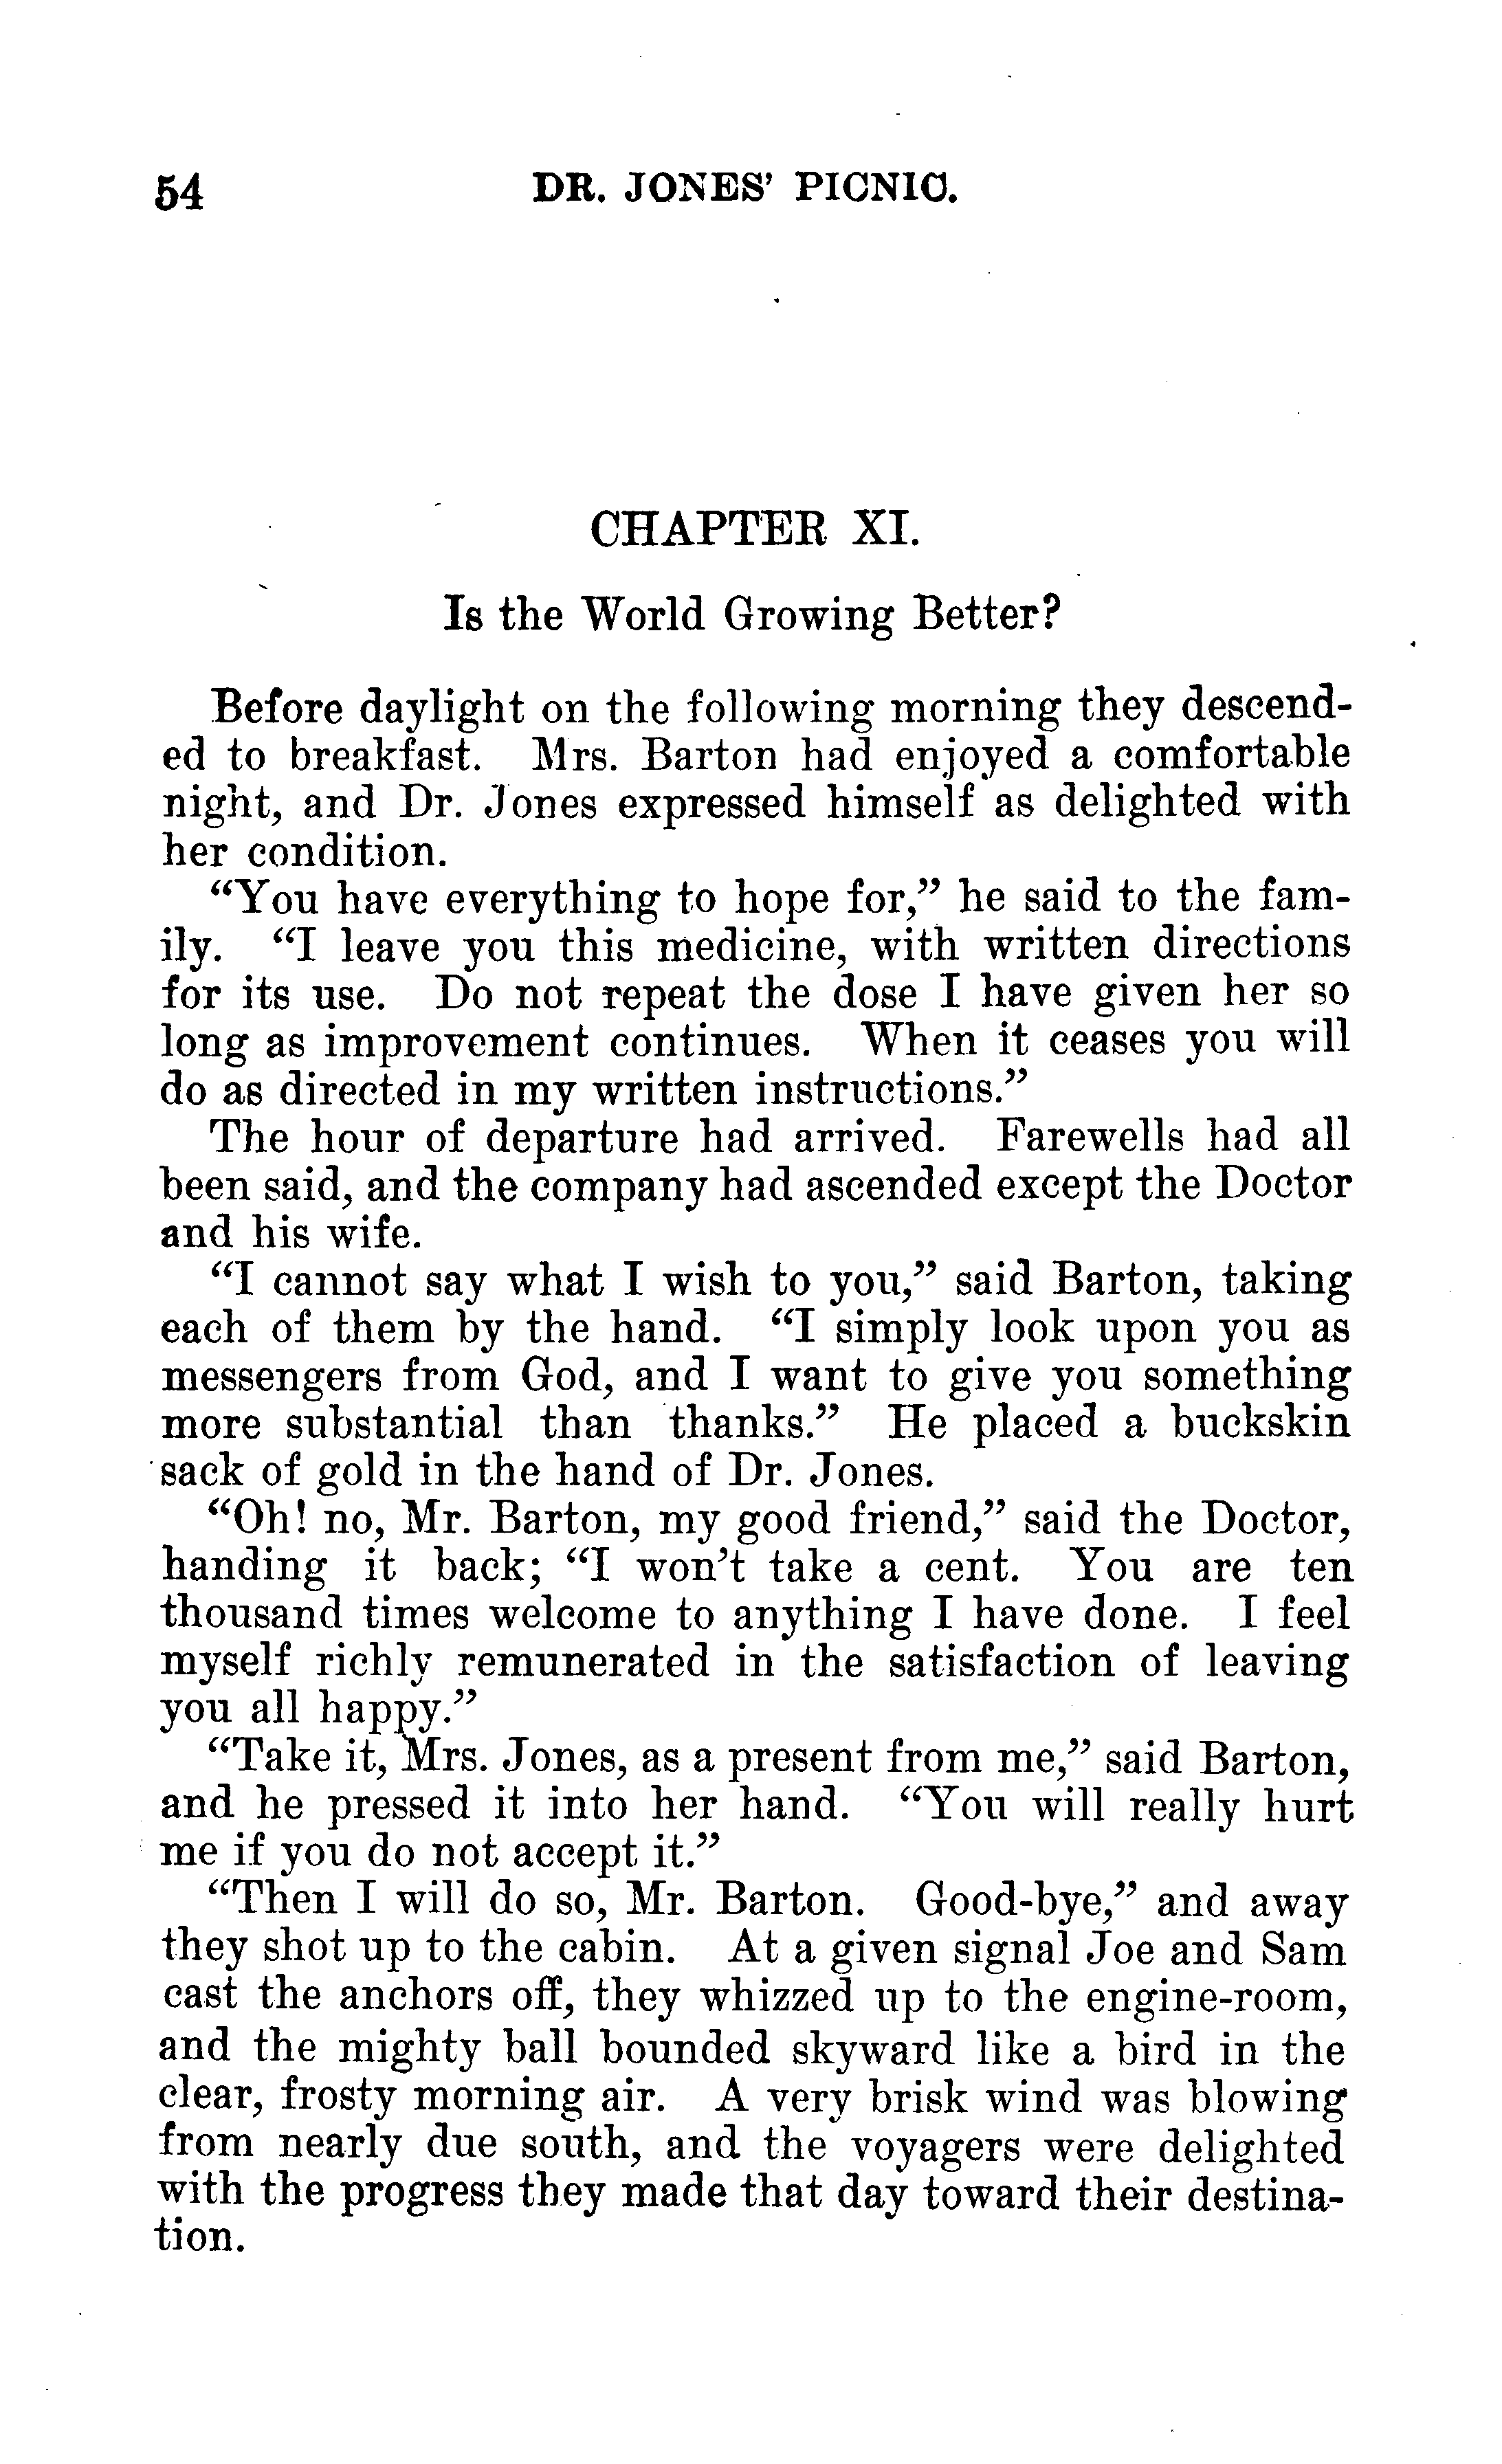 54 DR. JONES' PICNIC.
CHAPTER XI.
Is the World Growing Better?
Before daylight on the following morning they descend-
ed to breakfast. Mrs. Barton had enjoyed a comfortable
night, and Dr. Jones expressed himself as delighted with
her condition.
"You have everything to hope for," he said to the fam-
ily. "I leave you this medicine, with written directions
for its use. Do not repeat the dose I have given her so
long as improvement continues. When it ceases you will
do as directed in my written instructions."
The hour of departure had arrived. Farewells had all
been said, and the company had ascended except the Doctor
and his wife.
"I cannot say what I wish to you," said Barton, taking
each of them by the hand. "I simply look upon you as
messengers from God, and I want to give you something
more substantial than thanks." He placed a buckskin
sack of gold in the hand of Dr. Jones.
"Oh! no, Mr. Barton, my good friend," said the Doctor,
handing it back; "I won't take a cent. You are ten
thousand times welcome to anything I have done. I feel
myself richly remunerated in the satisfaction of leaving
you all happy."
"Take it, Mrs. Jones, as a present from me," said Barton,
and he pressed it into her hand. "You will really hurt
me if you do not accept it."
"Then I will do so, Mr. Barton. Good-bye," and away
they shot up to the cabin. At a given signal Joe and Sam
cast the anchors off, they whizzed up to the engine-room,
and the mighty ball bounded skyward like a bird in the
clear, frosty morning air. A very brisk wind was blowing
from nearly due south, and the voyagers were delighted
with the progress they made that day toward their destina-
tion.